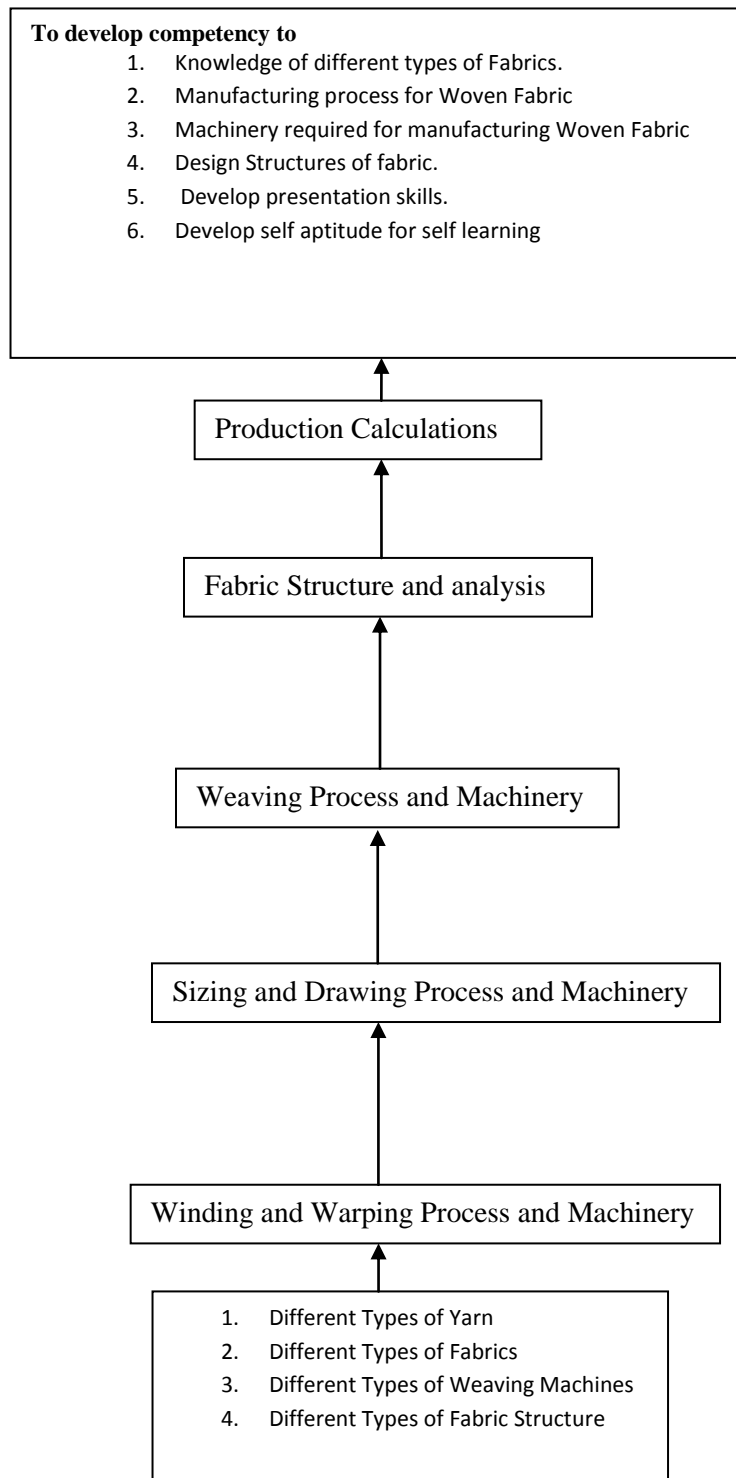 To develop competency to
1. Knowledge of different types of Fabrics.
2. Manufacturing process for Woven Fabric
3. Machinery required for manufacturing Woven Fabric
4. Design Structures of fabric.
5. Develop presentation skills.
6. Develop self aptitude for self learning
Production Calculations
Fabric Structure and analysis
Weaving Process and Machinery
Sizing and Drawing Process and Machinery
Winding and Warping Process and Machinery
1. Different Types of Yarn
2. Different Types of Fabrics
3. Different Types of Weaving Machines
4. Different Types of Fabric Structure